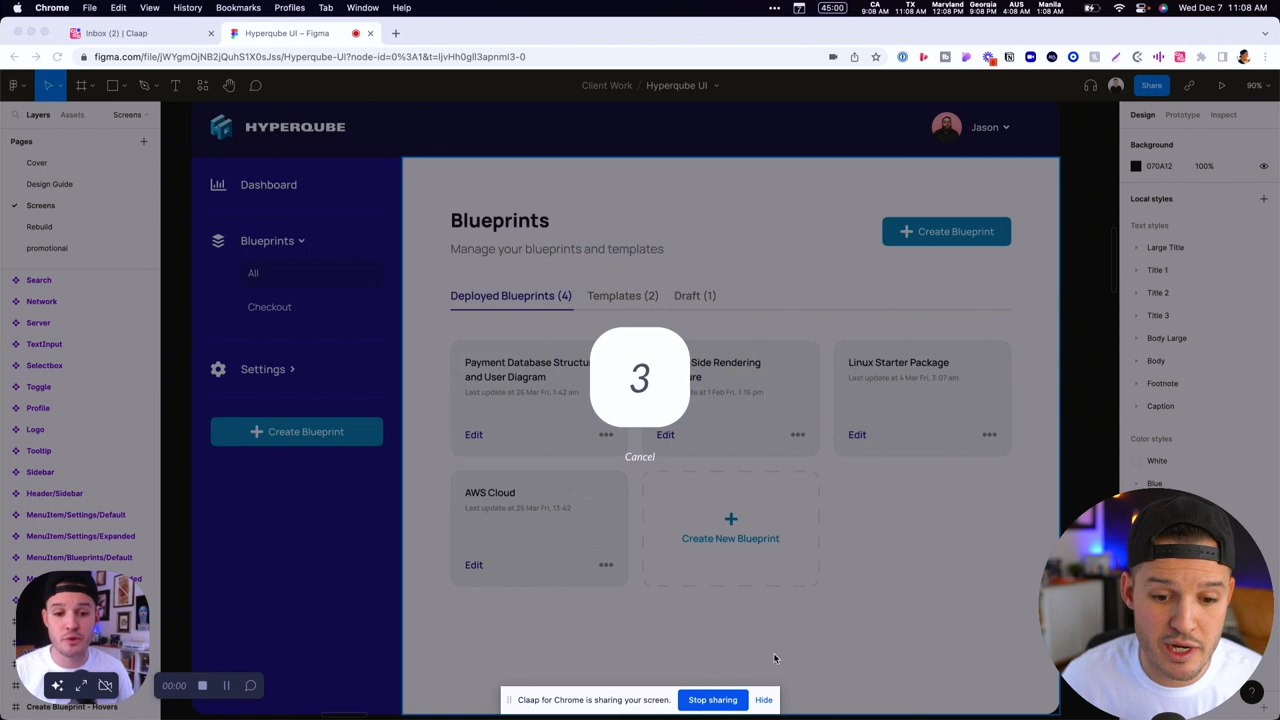 Chrome File Edit View History Bookmarks Profiles Tab Window Help
7 45:00 CA 9:08 AM TX 11:08 AM Maryland 12:08 PM Georgia 9:08 PM AUS 4:08 AM Manila 1:08 AM Wed Dec 7 11:08 AM
Inbox (2) | Claap
Hyperqube UI – Figma
figma.com/file/jWYgmOjNB2jQuhS1X0sJss/Hyperqube-UI?node-id=0%3A1&t=IjvHh0gIl3apnmI3-0
Client Work / Hyperqube UI
Share
90%
Layers Assets Screens
Pages
Cover
Design Guide
Screens
Rebuild
promotional
Search
Network
Server
TextInput
Selectbox
Toggle
Profile
Logo
Tooltip
Sidebar
Header/Sidebar
MenuItem/Settings/Default
MenuItem/Settings/Expanded
MenuItem/Blueprints/Default
Create Blueprint - Hovers
00:00
HYPERQUBE
Jason
Dashboard
Blueprints
All
Checkout
Settings
Create Blueprint
Blueprints
Manage your blueprints and templates
Create Blueprint
Deployed Blueprints (4) Templates (2) Draft (1)
Payment Database Structu
and User Diagram
Last update at 26 Mar Fri, 1:42 am
Edit
Side Rendering
ure
at 1 Feb Fri, 1:16 pm
Edit
Linux Starter Package
Last update at 4 Mar Fri, 3:07 am
Edit
3
Cancel
AWS Cloud
Last update at 26 Mar Fri, 13:42
Edit
Create New Blueprint
Claap for Chrome is sharing your screen. Stop sharing Hide
Design Prototype Inspect
Background
070A12 100%
Local styles
Text styles
Large Title
Title 1
Title 2
Title 3
Body Large
Body
Footnote
Caption
Color styles
White
Blue
?